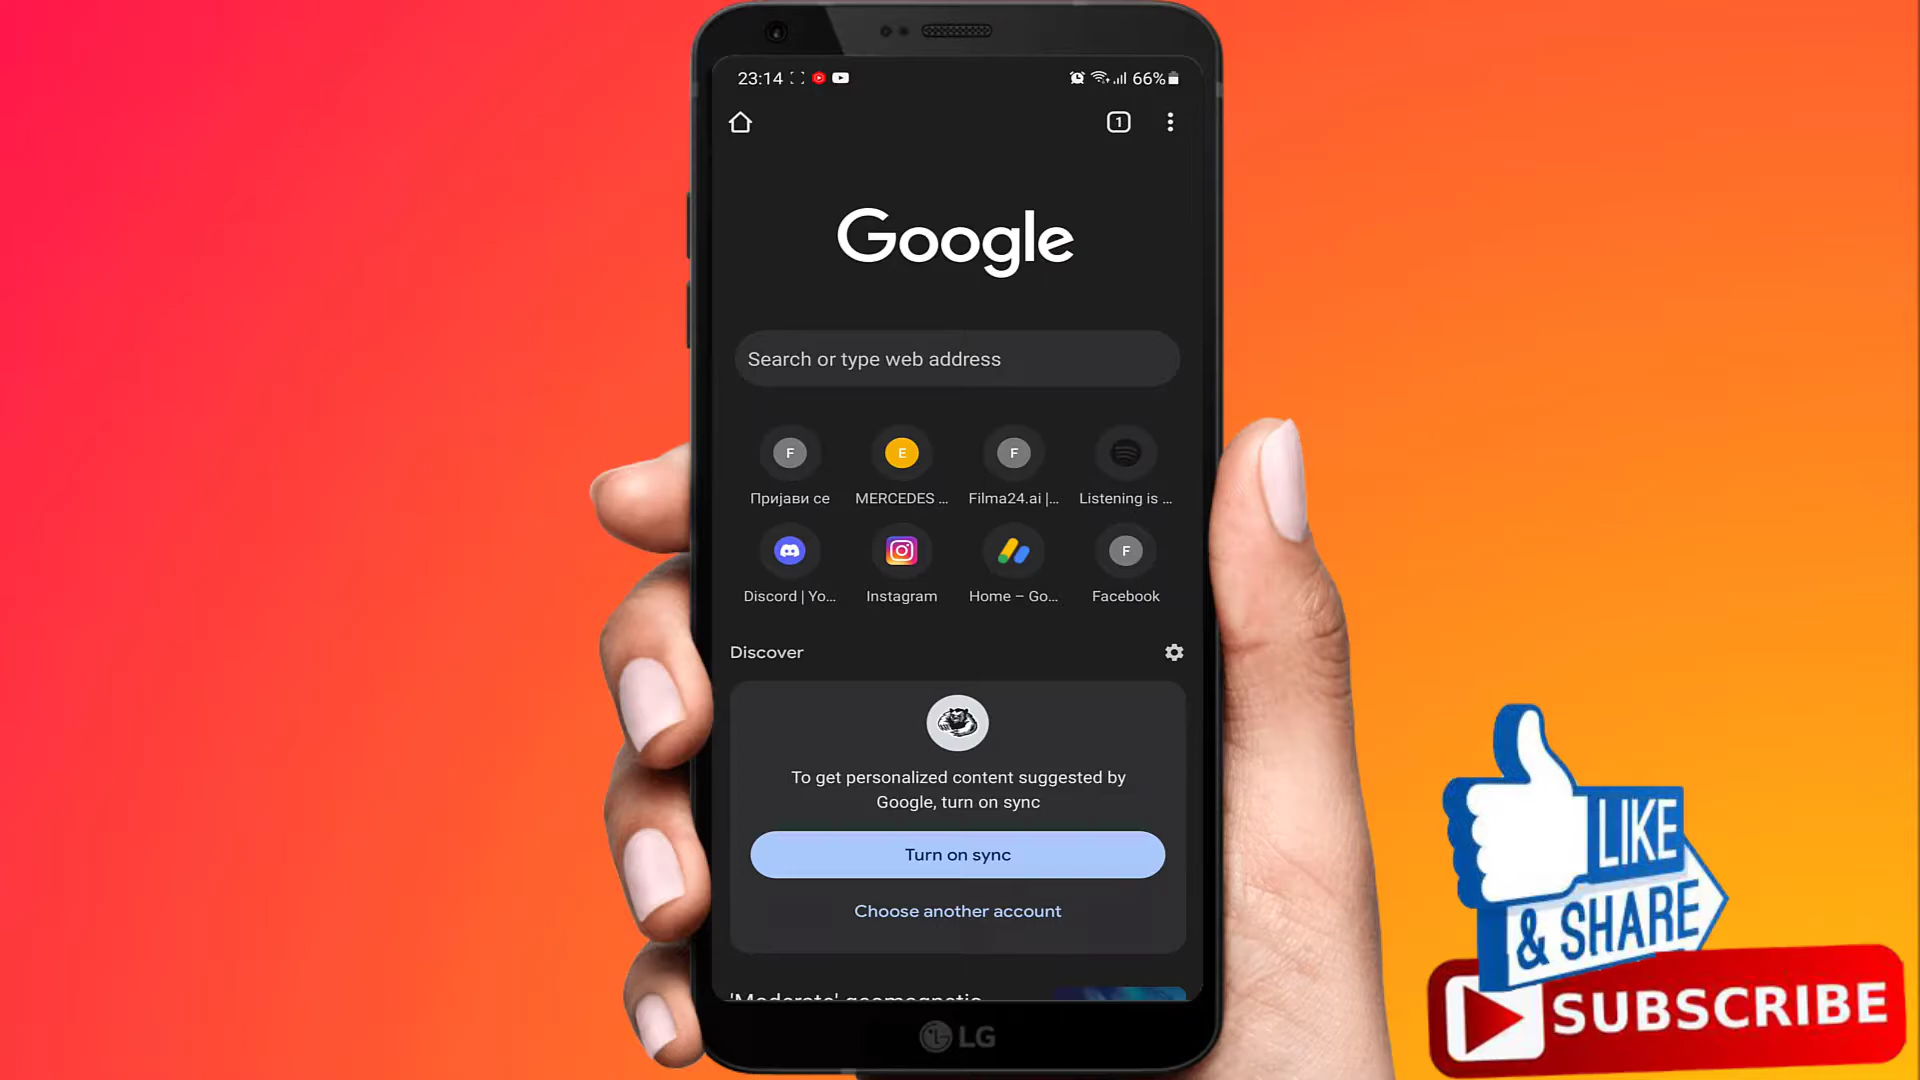 23:14
66%
1
Google
Search or type web address
F
E
F
Пријави се
MERCEDES ...
Filma24.ai |...
Listening is ...
F
Discord | Yo...
Instagram
Home – Go...
Facebook
Discover
To get personalized content suggested by
Google, turn on sync
Turn on sync
Choose another account
'Moderate' geomagnetic
LG
LIKE
& SHARE
SUBSCRIBE